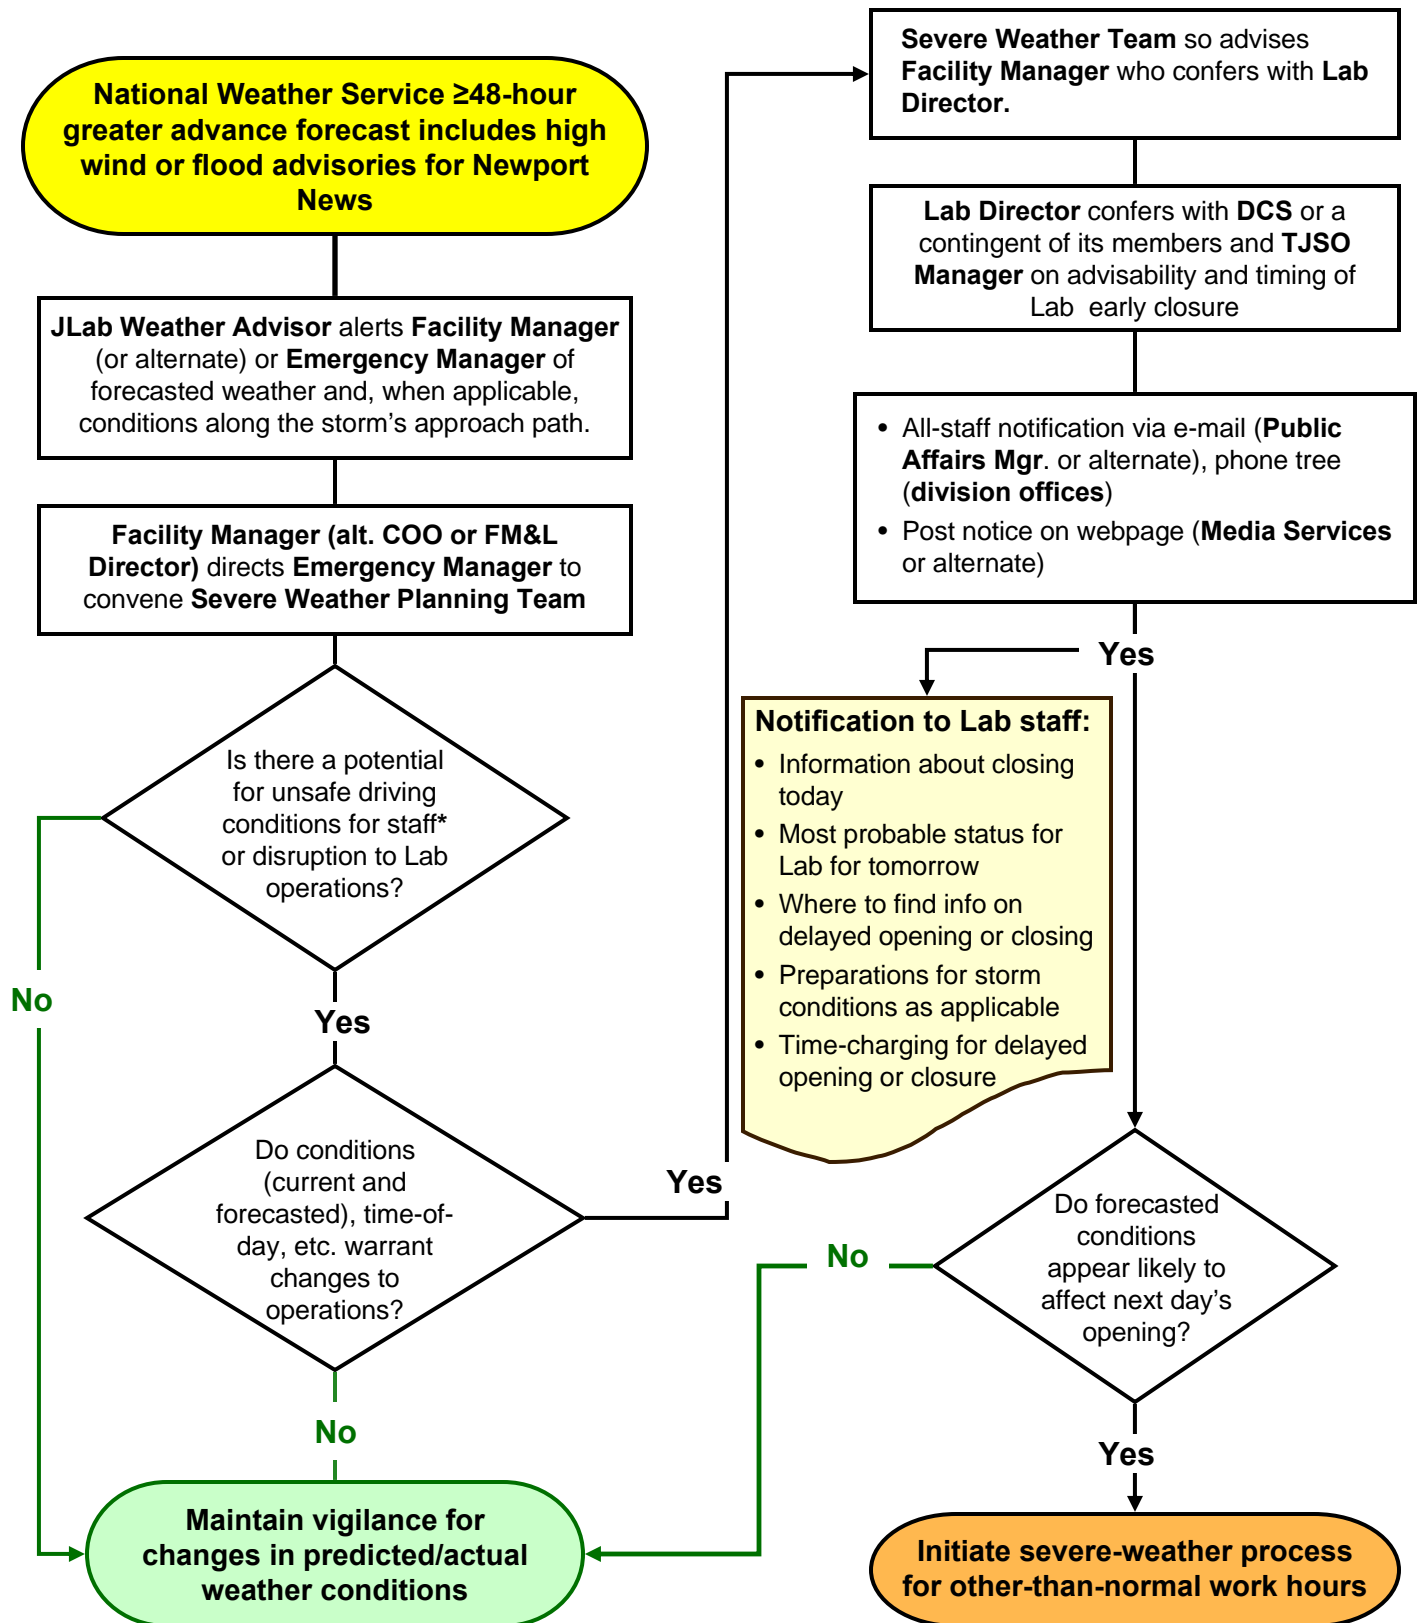 National Weather Service ≥48-hour
greater advance forecast includes high
wind or flood advisories for Newport
News
JLab Weather Advisor alerts Facility Manager
(or alternate) or Emergency Manager of
forecasted weather and, when applicable,
conditions along the storm’s approach path.
Facility Manager (alt. COO or FM&L
Director) directs Emergency Manager to
convene Severe Weather Planning Team
Is there a potential
for unsafe driving
conditions for staff*
or disruption to Lab
operations?
No
Yes
Do conditions
(current and
forecasted), time-of-
day, etc. warrant
changes to
operations?
Yes
No
Maintain vigilance for
changes in predicted/actual
weather conditions
Severe Weather Team so advises
Facility Manager who confers with Lab
Director.
Lab Director confers with DCS or a
contingent of its members and TJSO
Manager on advisability and timing of
Lab early closure
• All-staff notification via e-mail (Public
Affairs Mgr. or alternate), phone tree
(division offices)
• Post notice on webpage (Media Services
or alternate)
Yes
Notification to Lab staff:
• Information about closing
today
• Most probable status for
Lab for tomorrow
• Where to find info on
delayed opening or closing
• Preparations for storm
conditions as applicable
• Time-charging for delayed
opening or closure
Do forecasted
conditions
appear likely to
affect next day’s
opening?
No
Yes
Initiate severe-weather process
for other-than-normal work hours